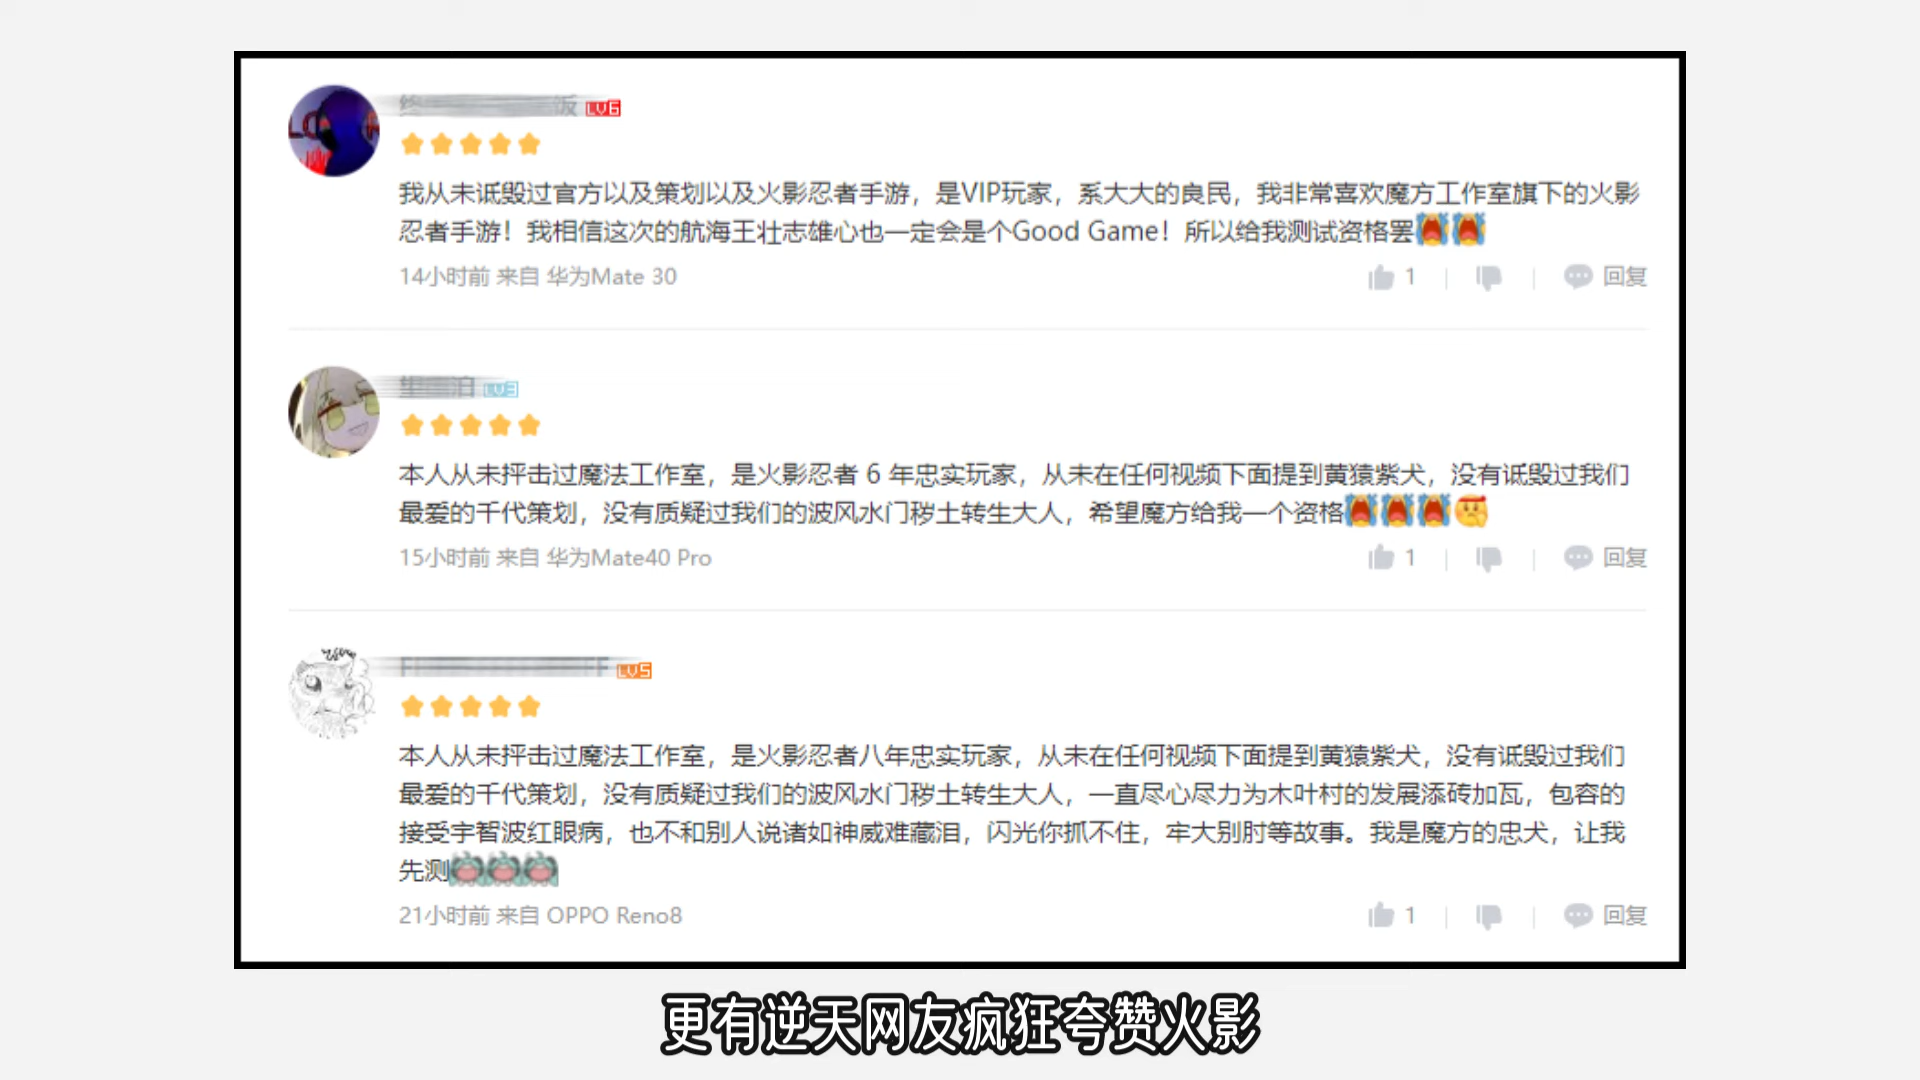 LV6
我从未诋毁过官方以及策划以及火影忍者手游，是VIP玩家，系大大的良民，我非常喜欢魔方工作室旗下的火影
忍者手游！我相信这次的航海王壮志雄心也一定会是个Good Game！所以给我测试资格罢
14小时前 来自 华为Mate 30
1 回复
LV3
本人从未抨击过魔法工作室，是火影忍者 6 年忠实玩家，从未在任何视频下面提到黄猿紫犬，没有诋毁过我们
最爱的千代策划，没有质疑过我们的波风水门秽土转生大人，希望魔方给我一个资格
15小时前 来自 华为Mate40 Pro
1 回复
LV5
本人从未抨击过魔法工作室，是火影忍者八年忠实玩家，从未在任何视频下面提到黄猿紫犬，没有诋毁过我们
最爱的千代策划，没有质疑过我们的波风水门秽土转生大人，一直尽心尽力为木叶村的发展添砖加瓦，包容的
接受宇智波红眼病，也不和别人说诸如神威难藏泪，闪光你抓不住，牢大别肘等故事。我是魔方的忠犬，让我
先测
21小时前 来自 OPPO Reno8
1 回复
更有逆天网友疯狂夸赞火影